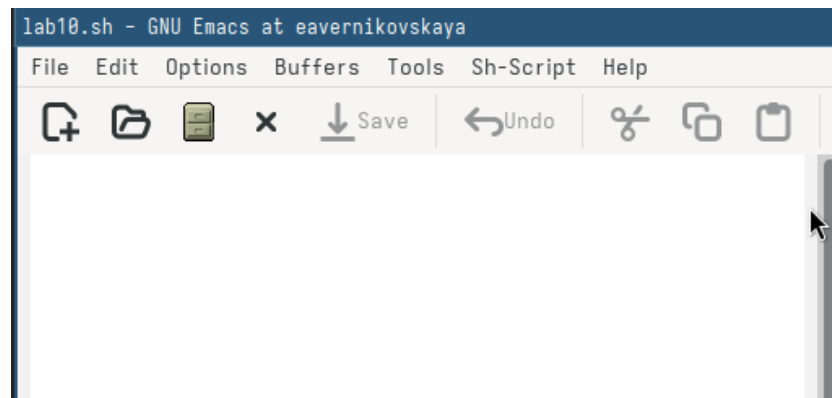 lab10.sh - GNU Emacs at eavernikovskaya
File Edit Options Buffers Tools Sh-Script Help
Save Undo